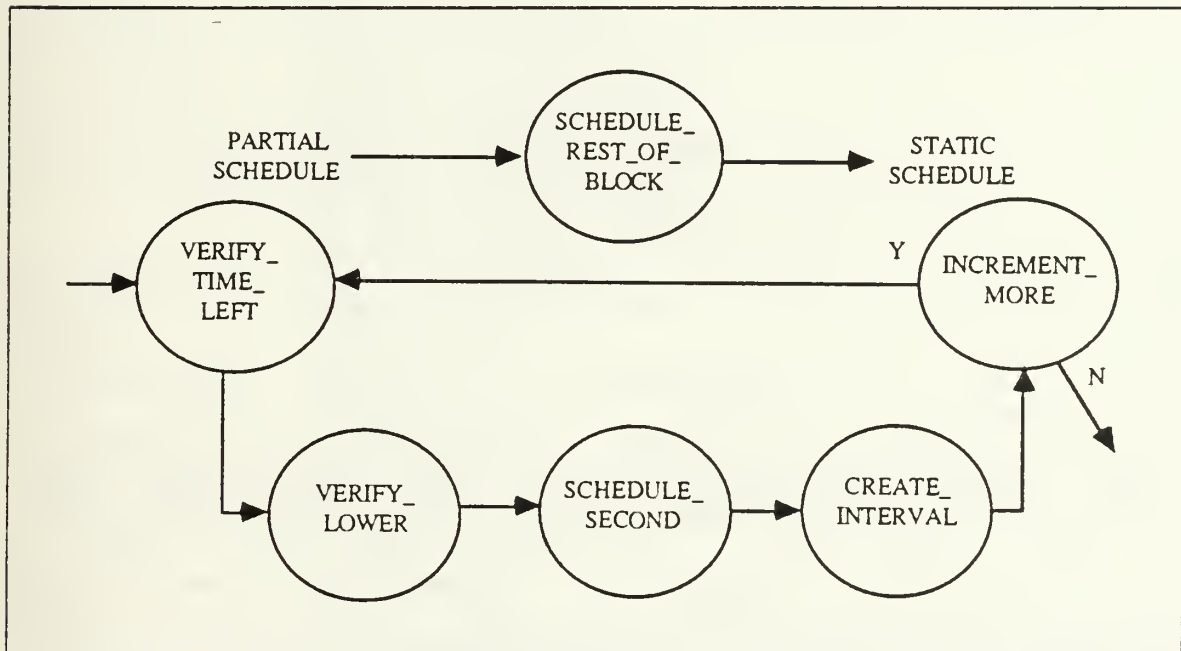 PARTIAL
SCHEDULE
SCHEDULE_
REST_OF_
BLOCK
STATIC
SCHEDULE
VERIFY_
TIME_
LEFT
Y
INCREMENT_
MORE
N
VERIFY_
LOWER
SCHEDULE_
SECOND
CREATE_
INTERVAL